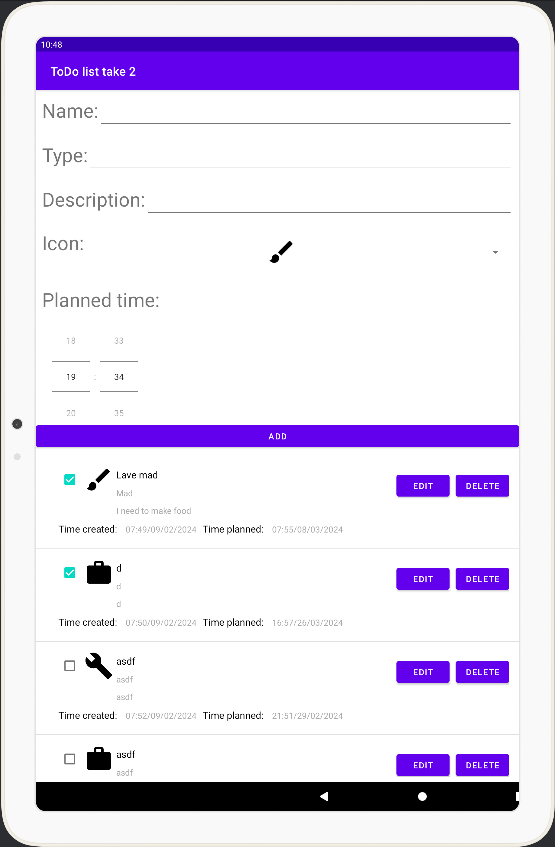 10:48
ToDo list take 2
Name:
Type:
Description:
Icon:
Planned time:
18 33
19 : 34
20 35
ADD
Lave mad
Mad
I need to make food
EDIT DELETE
Time created: 07:49/09/02/2024 Time planned: 07:55/08/03/2024
d
d
d
EDIT DELETE
Time created: 07:50/09/02/2024 Time planned: 16:57/26/03/2024
asdf
asdf
asdf
EDIT DELETE
Time created: 07:52/09/02/2024 Time planned: 21:51/29/02/2024
asdf
asdf
EDIT DELETE